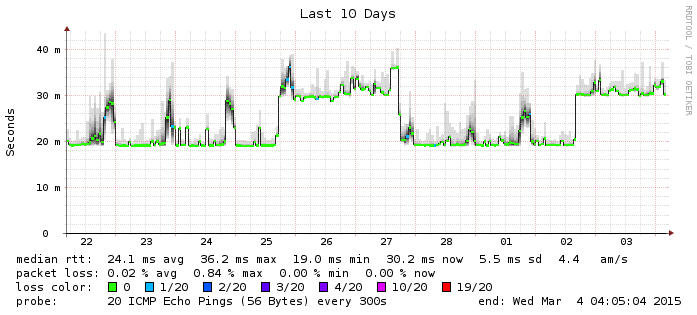 Last 10 Days
RRDTOOL / TOBI OETIKER
Seconds
40 m
30 m
20 m
10 m
0
22 23 24 25 26 27 28 01 02 03
median rtt: 24.1 ms avg 36.2 ms max 19.0 ms min 30.2 ms now 5.5 ms sd 4.4 am/s
packet loss: 0.02 % avg 0.84 % max 0.00 % min 0.00 % now
loss color: 0 1/20 2/20 3/20 4/20 10/20 19/20
probe: 20 ICMP Echo Pings (56 Bytes) every 300s end: Wed Mar 4 04:05:04 2015